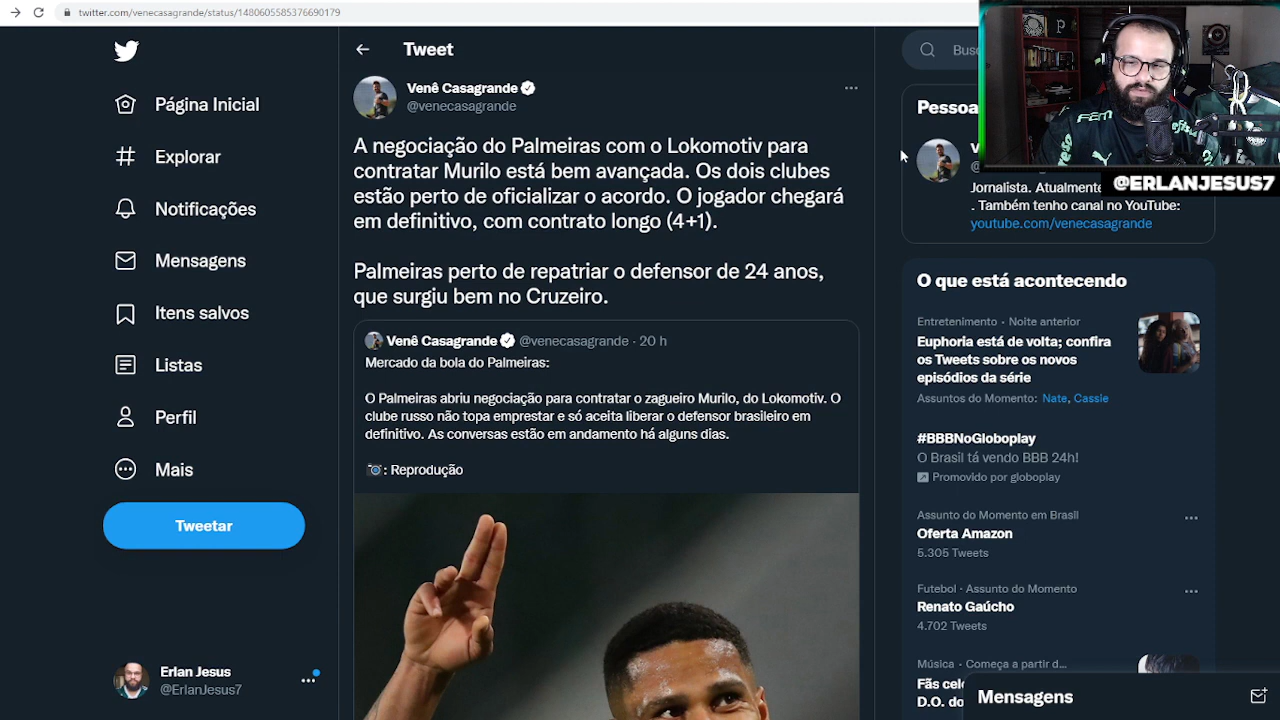 twitter.com/venecasagrande/status/1480605585376690179
Página Inicial
Explorar
Notificações
Mensagens
Itens salvos
Listas
Perfil
Mais
Tweetar
Erlan Jesus
@ErlanJesus7
Tweet
Venê Casagrande
@venecasagrande
A negociação do Palmeiras com o Lokomotiv para
contratar Murilo está bem avançada. Os dois clubes
estão perto de oficializar o acordo. O jogador chegará
em definitivo, com contrato longo (4+1).
Palmeiras perto de repatriar o defensor de 24 anos,
que surgiu bem no Cruzeiro.
Venê Casagrande @venecasagrande · 20 h
Mercado da bola do Palmeiras:
O Palmeiras abriu negociação para contratar o zagueiro Murilo, do Lokomotiv. O
clube russo não topa emprestar e só aceita liberar o defensor brasileiro em
definitivo. As conversas estão em andamento há alguns dias.
: Reprodução
Busc
Pessoa
@ERLANJESUS7
Jornalista. Atualmente
. Também tenho canal no YouTube:
youtube.com/venecasagrande
O que está acontecendo
Entretenimento · Noite anterior
Euphoria está de volta; confira
os Tweets sobre os novos
episódios da série
Assuntos do Momento: Nate, Cassie
#BBBNoGloboplay
O Brasil tá vendo BBB 24h!
Promovido por globoplay
Assunto do Momento em Brasil
Oferta Amazon
5.305 Tweets
Futebol · Assunto do Momento
Renato Gaúcho
4.702 Tweets
Música · Começa a partir d...
Fãs cele
D.O. do
Mensagens